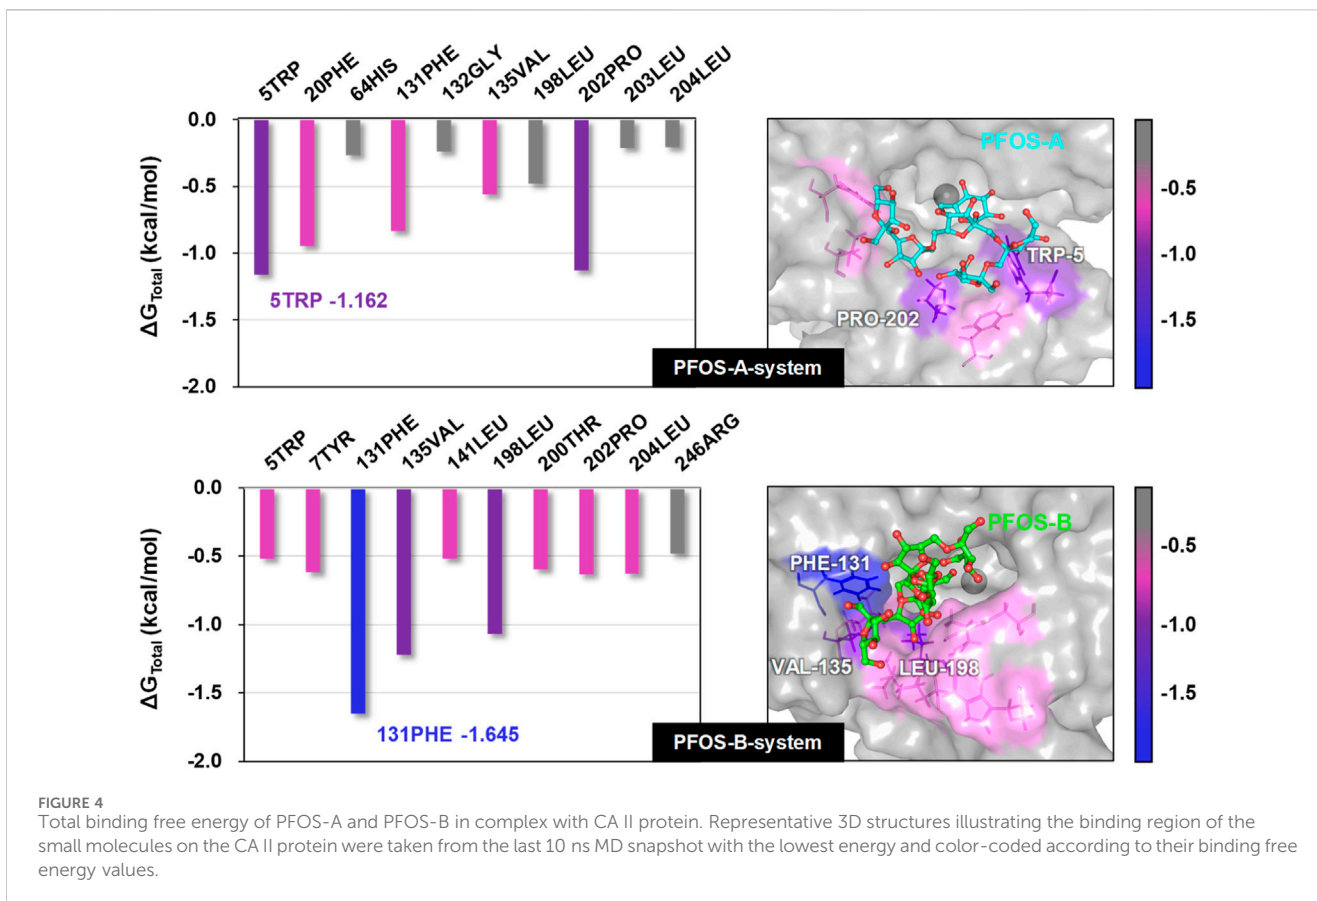 5TRP
20PHE
64HIS
131PHE
132GLY
135VAL
198LEU
202PRO
203LEU
204LEU
0.0
-0.5
-1.0
-1.5
-2.0
ΔG_Total (kcal/mol)
5TRP -1.162
PFOS-A
TRP-5
PRO-202
PFOS-A-system
-0.5
-1.0
-1.5
5TRP
7TYR
131PHE
135VAL
141LEU
198LEU
200THR
202PRO
204LEU
246ARG
0.0
-0.5
-1.0
-1.5
-2.0
ΔG_Total (kcal/mol)
131PHE -1.645
PFOS-B
PHE-131
VAL-135
LEU-198
PFOS-B-system
-0.5
-1.0
-1.5
FIGURE 4
Total binding free energy of PFOS-A and PFOS-B in complex with CA II protein. Representative 3D structures illustrating the binding region of the
small molecules on the CA II protein were taken from the last 10 ns MD snapshot with the lowest energy and color-coded according to their binding free
energy values.